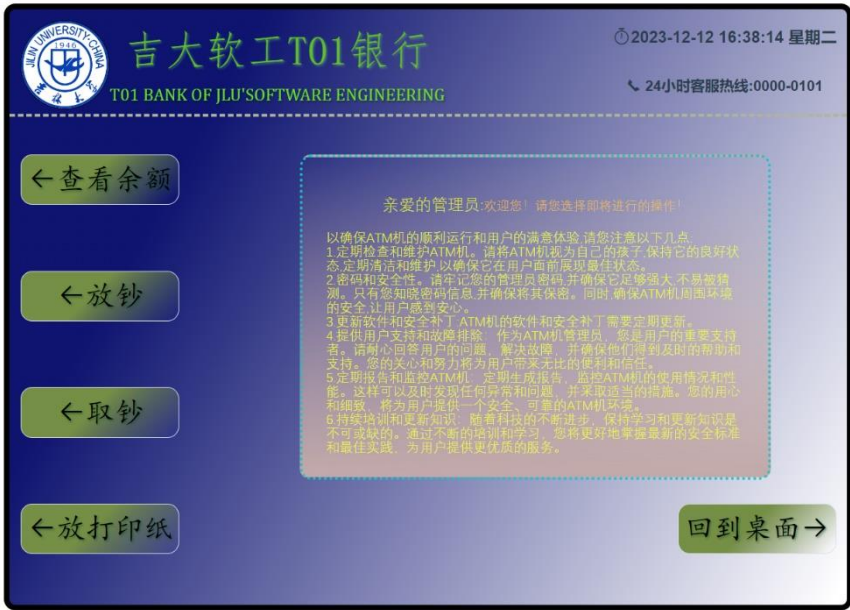 JILIN UNIVERSITY·CHINA
1946
吉林大学
吉大软工T01银行
T01 BANK OF JLU'SOFTWARE ENGINEERING
2023-12-12 16:38:14 星期二
24小时客服热线:0000-0101
←查看余额
←放钞
←取钞
←放打印纸
亲爱的管理员:欢迎您! 请您选择即将进行的操作!
以确保ATM机的顺利运行和用户的满意体验,请您注意以下几点:
1.定期检查和维护ATM机。请将ATM机视为自己的孩子,保持它的良好状
态,定期清洁和维护,以确保它在用户面前展现最佳状态。
2.密码和安全性。请牢记您的管理员密码,并确保它足够强大,不易被猜
测。只有您知晓密码信息,并确保将其保密。同时,确保ATM机周围环境
的安全,让用户感到安心。
3.更新软件和安全补丁,ATM机的软件和安全补丁需要定期更新。
4.提供用户支持和故障排除: 作为ATM机管理员，您是用户的重要支持
者。请耐心回答用户的问题，解决故障，并确保他们得到及时的帮助和
支持。您的关心和努力将为用户带来无比的便利和信任。
5.定期报告和监控ATM机: 定期生成报告，监控ATM机的使用情况和性
能。这样可以及时发现任何异常和问题，并采取适当的措施。您的用心
和细致，将为用户提供一个安全、可靠的ATM机环境。
6.持续培训和更新知识: 随着科技的不断进步，保持学习和更新知识是
不可或缺的。通过不断的培训和学习，您将更好地掌握最新的安全标准
和最佳实践，为用户提供更优质的服务。
回到桌面→